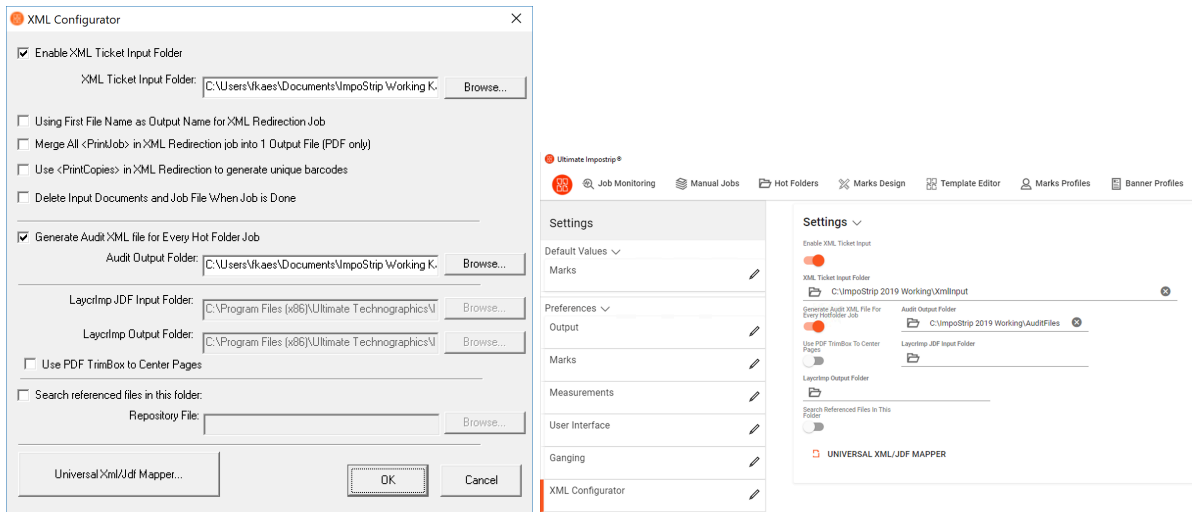 XML Configurator
Enable XML Ticket Input Folder
XML Ticket Input Folder:
C:\Users\fkaes\Documents\ImpoStrip Working K
Browse...
Using First File Name as Output Name for XML Redirection Job
Merge All <PrintJob> in XML Redirection job into 1 Output File (PDF only)
Use <PrintCopies> in XML Redirection to generate unique barcodes
Delete Input Documents and Job File When Job is Done
Generate Audit XML file for Every Hot Folder Job
Audit Output Folder:
C:\Users\fkaes\Documents\ImpoStrip Working K
Browse...
LaycrImp JDF Input Folder:
C:\Program Files (x86)\Ultimate Technographics\I
Browse...
LaycrImp Output Folder:
C:\Program Files (x86)\Ultimate Technographics\I
Browse...
Use PDF TrimBox to Center Pages
Search referenced files in this folder:
Repository File:
Browse...
Universal Xml/Jdf Mapper...
OK
Cancel
Ultimate Impostrip®
Job Monitoring
Manual Jobs
Hot Folders
Marks Design
Template Editor
Marks Profiles
Banner Profiles
Settings
Default Values
Marks
Preferences
Output
Marks
Measurements
User Interface
Ganging
XML Configurator
Settings
Enable XML Ticket Input
XML Ticket Input Folder
C:\ImpoStrip 2019 Working\XmlInput
Generate Audit XML File For
Every Hotfolder Job
Audit Output Folder
C:\ImpoStrip 2019 Working\AuditFiles
Use PDF TrimBox To Center
Pages
LaycrImp JDF Input Folder
LaycrImp Output Folder
Search Referenced Files In This
Folder
UNIVERSAL XML/JDF MAPPER